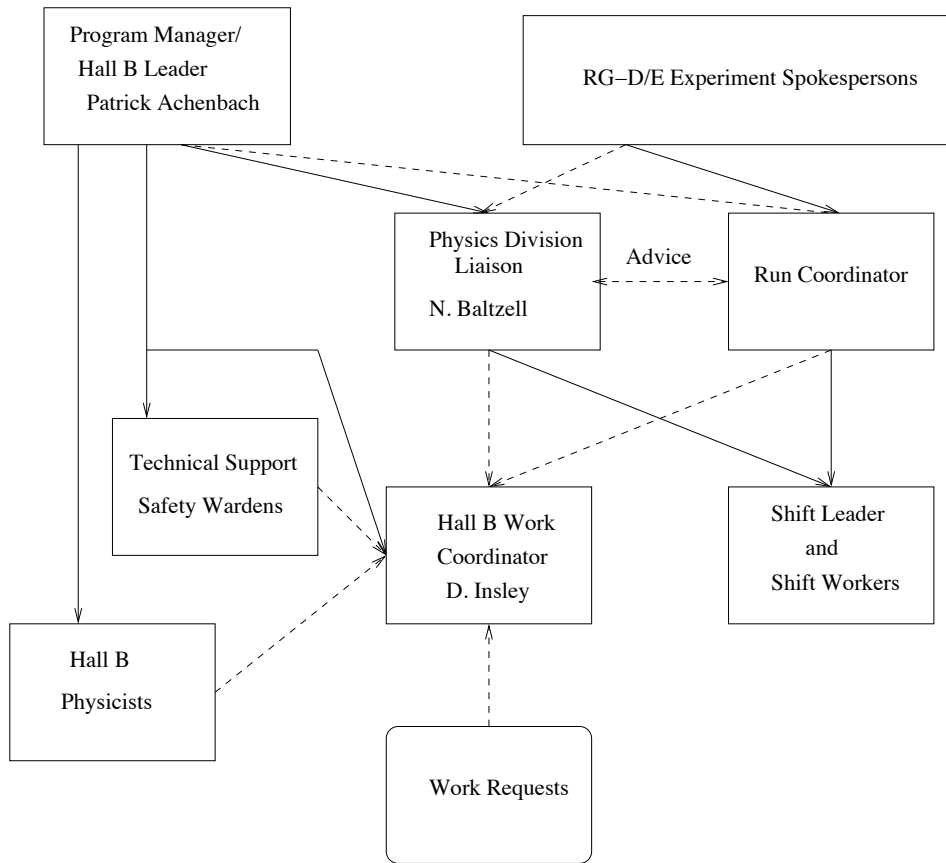 Program Manager/
Hall B Leader
Patrick Achenbach
RG−D/E Experiment Spokespersons
Physics Division
Liaison
N. Baltzell
Advice
Run Coordinator
Technical Support
Safety Wardens
Hall B Work
Coordinator
D. Insley
Shift Leader
and
Shift Workers
Hall B
Physicists
Work Requests